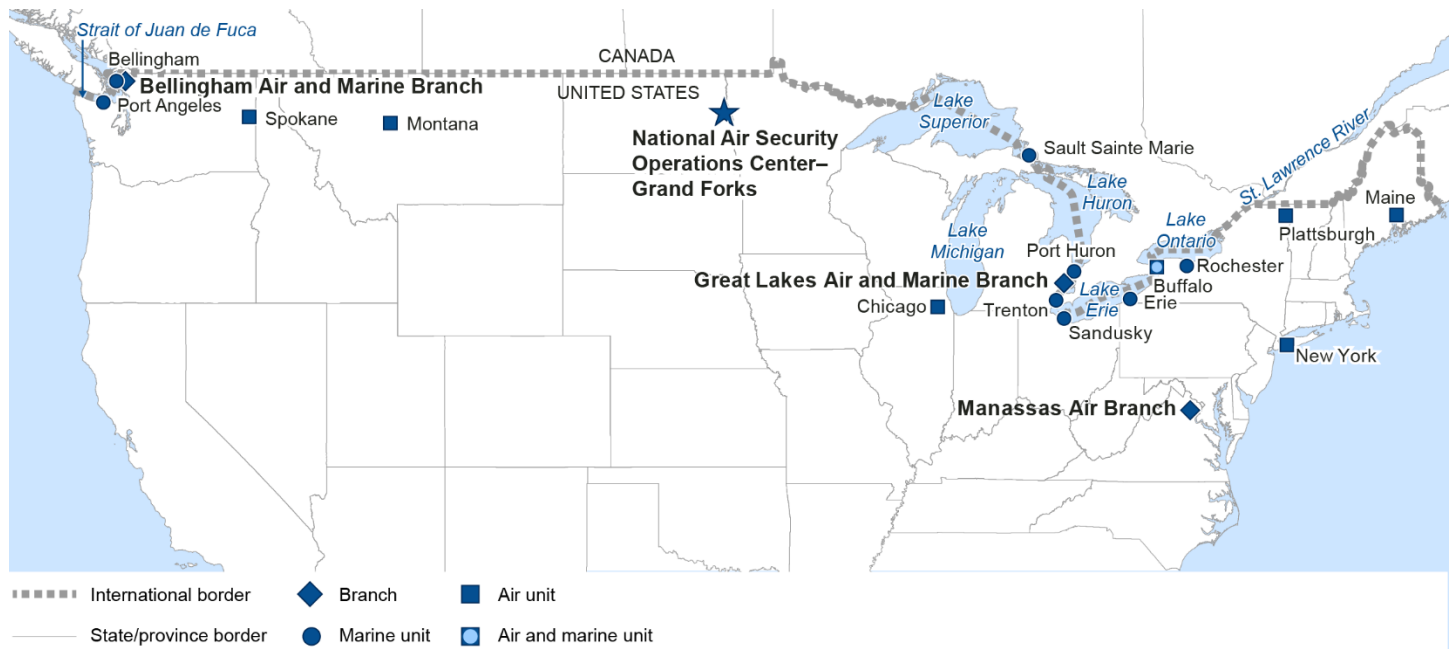 Strait of Juan de Fuca
Bellingham
Bellingham Air and Marine Branch
Port Angeles
Spokane
Montana
CANADA
UNITED STATES
National Air Security
Operations Center–
Grand Forks
Lake
Superior
Sault Sainte Marie
Lake
Huron
Lake
Michigan
Port Huron
Great Lakes Air and Marine Branch
Chicago
Trenton
Lake
Erie
Sandusky
Erie
Buffalo
Rochester
Lake
Ontario
St. Lawrence River
Plattsburgh
Maine
New York
Manassas Air Branch
International border
Branch
Air unit
State/province border
Marine unit
Air and marine unit